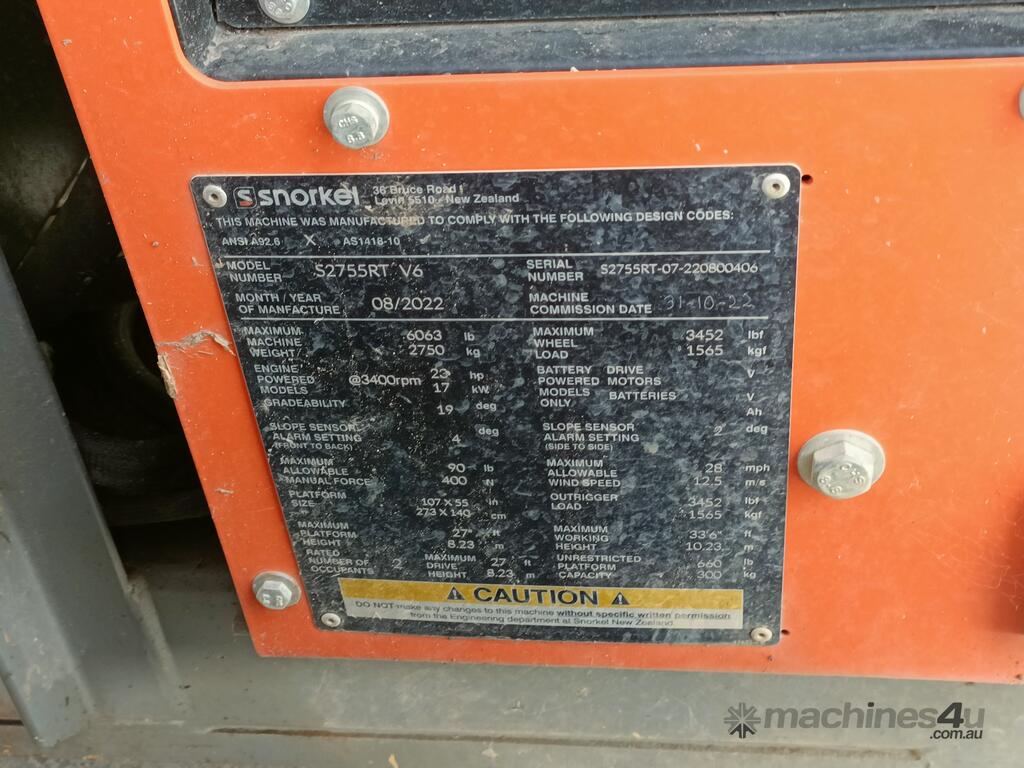 CHS
8.8
snorkel 38 Bruce Road
Levin 5510 - New Zealand
THIS MACHINE WAS MANUFACTURED TO COMPLY WITH THE FOLLOWING DESIGN CODES:
ANSI A92.6 X AS1418-10
MODEL NUMBER S2755RT V6 SERIAL NUMBER S2755RT-07-220800406
MONTH / YEAR OF MANFACTURE 08/2022 MACHINE COMMISSION DATE 31-10-22
MAXIMUM MACHINE WEIGHT 6063 lb 2750 kg MAXIMUM WHEEL LOAD 3452 lbf 1565 kgf
ENGINE POWERED MODELS @3400rpm 23 hp 17 kW BATTERY POWERED MODELS ONLY DRIVE MOTORS V BATTERIES V Ah
GRADEABILITY 19 deg
SLOPE SENSOR ALARM SETTING (FRONT TO BACK) 4 deg SLOPE SENSOR ALARM SETTING (SIDE TO SIDE) 2 deg
MAXIMUM ALLOWABLE MANUAL FORCE 90 lb 400 N MAXIMUM ALLOWABLE WIND SPEED 28 mph 12.5 m/s
PLATFORM SIZE 107 X 55 in 273 X 140 cm OUTRIGGER LOAD 3452 lbf 1565 kgf
MAXIMUM PLATFORM HEIGHT 27' ft 8.23 m MAXIMUM WORKING HEIGHT 33'6" ft 10.23 m
RATED NUMBER OF OCCUPANTS 2 MAXIMUM DRIVE HEIGHT 27 ft 8.23 m UNRESTRICTED PLATFORM CAPACITY 660 lb 300 kg
CAUTION
DO NOT make any changes to this machine without specific written permission
from the Engineering department at Snorkel New Zealand
CHS
8.8
machines4u
.com.au